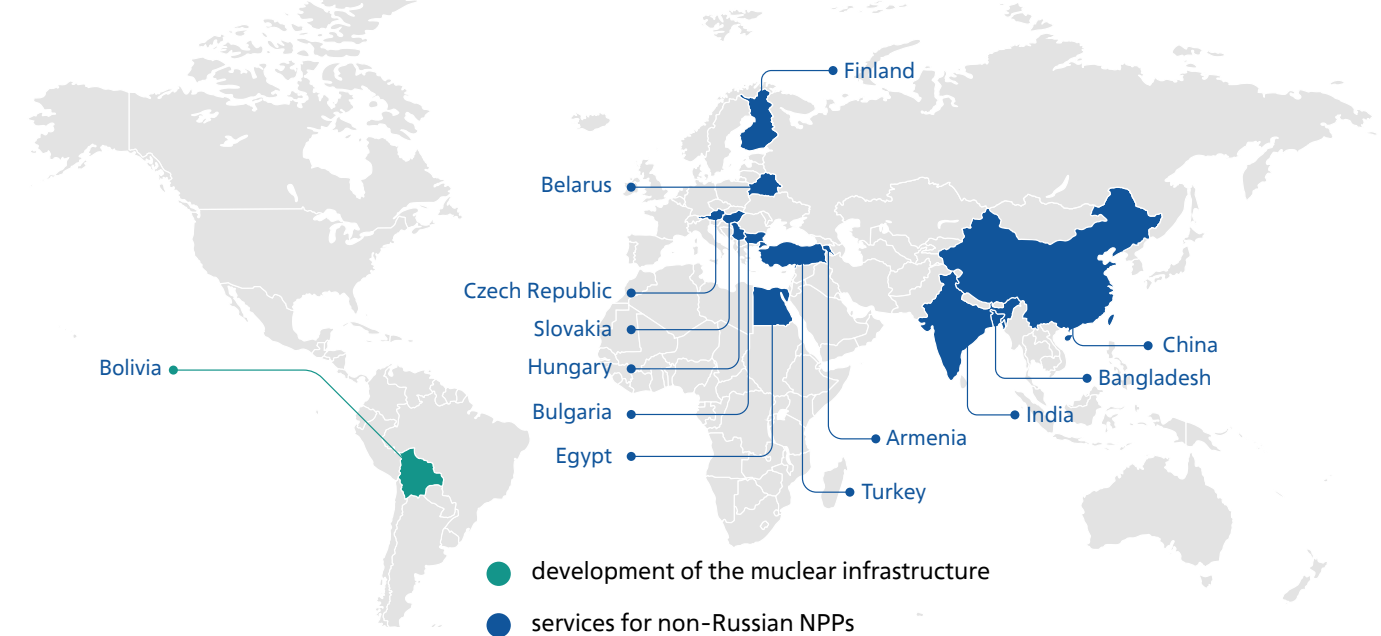 Finland
Belarus
Czech Republic
Slovakia
Hungary
Bulgaria
Egypt
Bolivia
China
Bangladesh
India
Armenia
Turkey
development of the muclear infrastructure
services for non-Russian NPPs